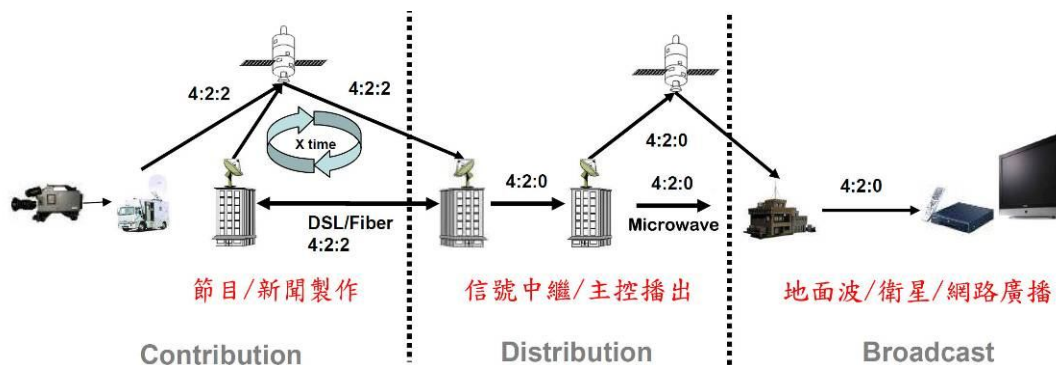 4:2:2
4:2:2
X time
4:2:0
4:2:0
4:2:0
4:2:0
DSL/Fiber
4:2:2
Microwave
節目/新聞製作
信號中繼/主控播出
地面波/衛星/網路廣播
Contribution
Distribution
Broadcast